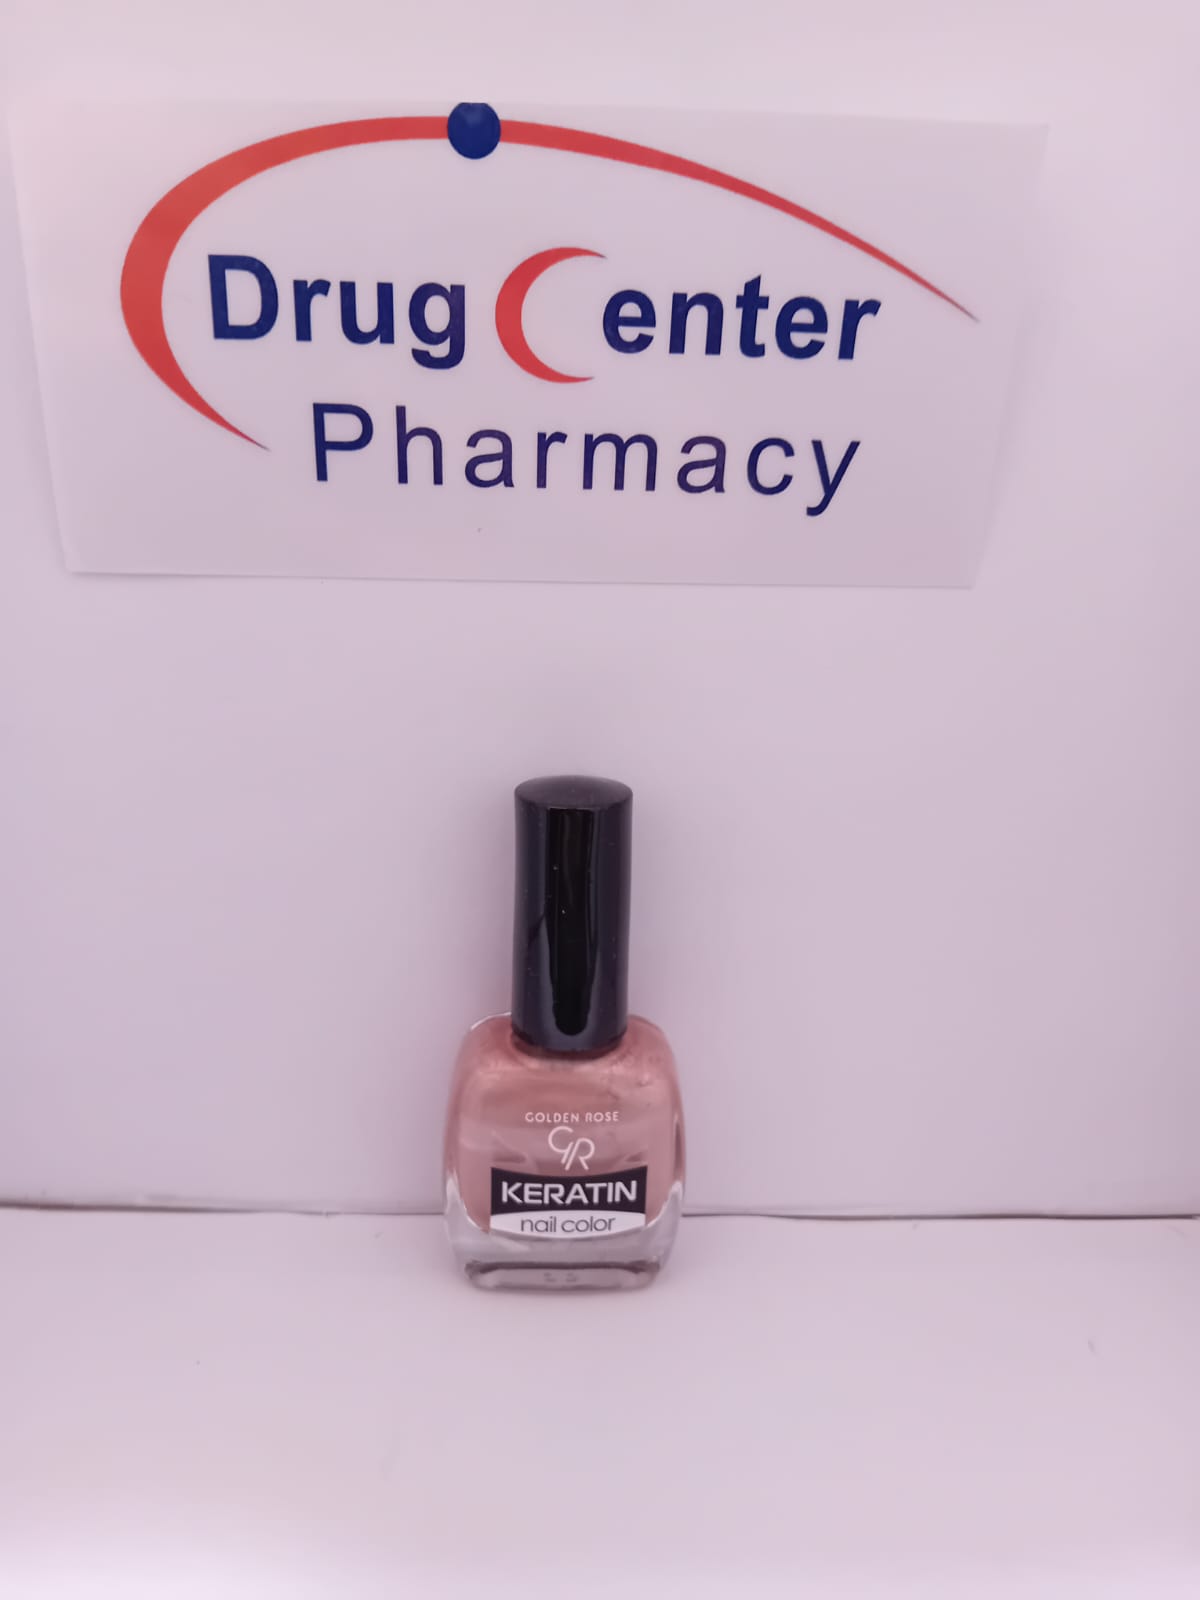 Drug Center
Pharmacy
GOLDEN ROSE
GR
KERATIN
nail color